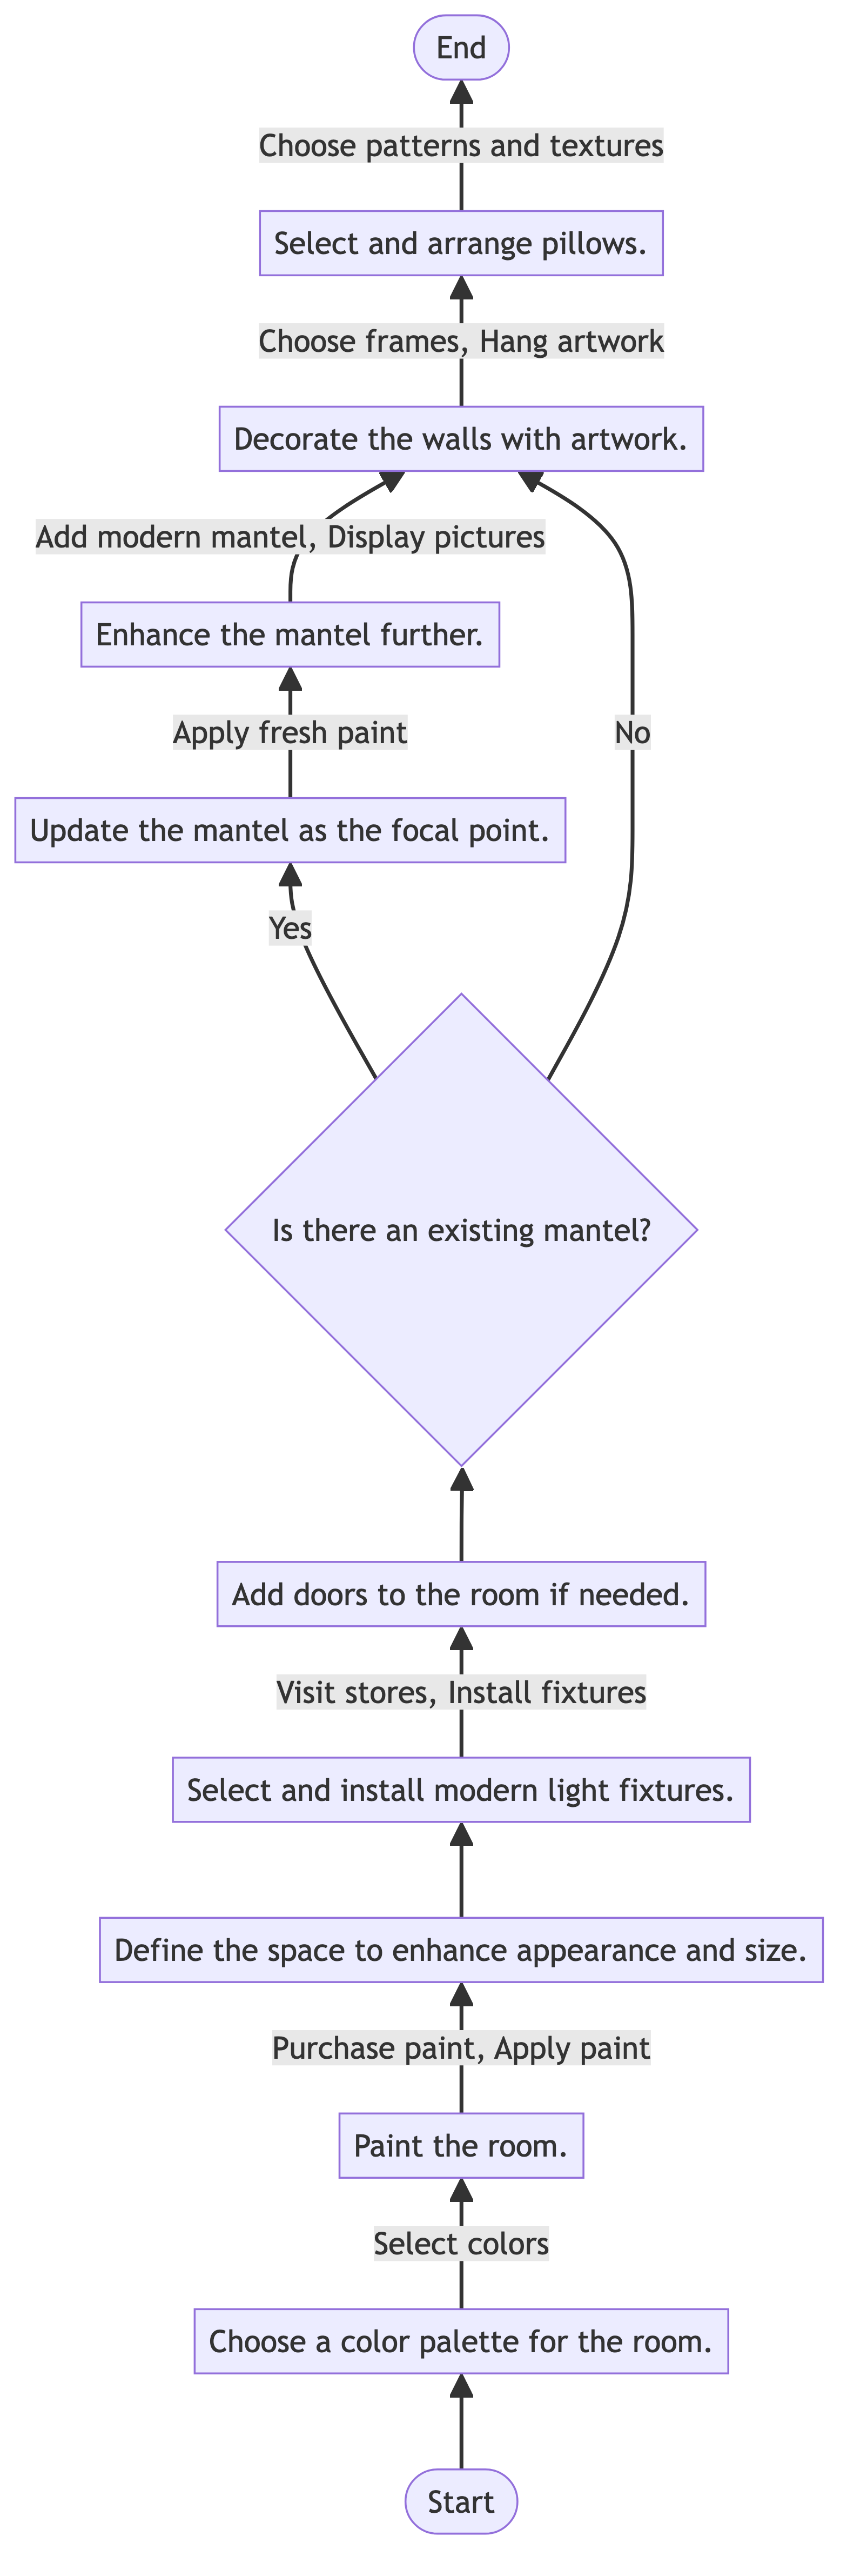 End
Choose patterns and textures
Select and arrange pillows.
Choose frames, Hang artwork
Decorate the walls with artwork.
Add modern mantel, Display pictures
Enhance the mantel further.
Apply fresh paint
No
Update the mantel as the focal point.
Yes
Is there an existing mantel?
Add doors to the room if needed.
Visit stores, Install fixtures
Select and install modern light fixtures.
Define the space to enhance appearance and size.
Purchase paint, Apply paint
Paint the room.
Select colors
Choose a color palette for the room.
Start